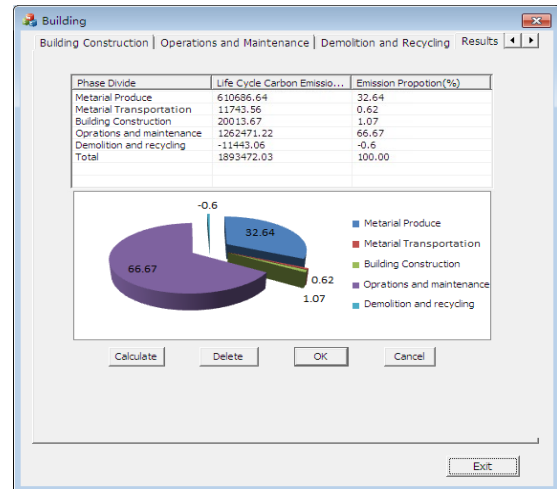 Building
Building Construction Operations and Maintenance Demolition and Recycling Results
Phase Divide Life Cycle Carbon Emissio... Emission Propotion(%)
Metarial Produce 610686.64 32.64
Metarial Transportation 11743.56 0.62
Building Construction 20013.67 1.07
Oprations and maintenance 1262471.22 66.67
Demolition and recycling -11443.06 -0.6
Total 1893472.03 100.00
-0.6
32.64
66.67
0.62
1.07
Metarial Produce
Metarial Transportation
Building Construction
Oprations and maintenance
Demolition and recycling
Calculate Delete OK Cancel
Exit